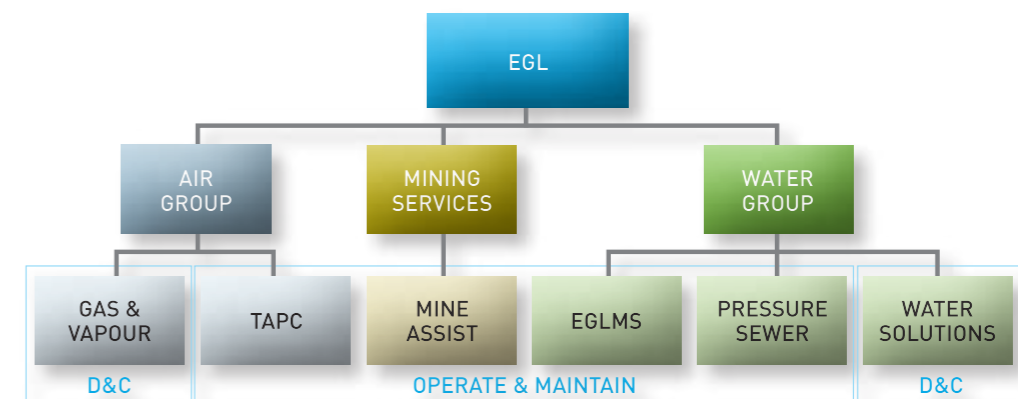 EGL
AIR
GROUP
MINING
SERVICES
WATER
GROUP
GAS &
VAPOUR
TAPC
MINE
ASSIST
EGLMS
PRESSURE
SEWER
WATER
SOLUTIONS
D&C
OPERATE & MAINTAIN
D&C